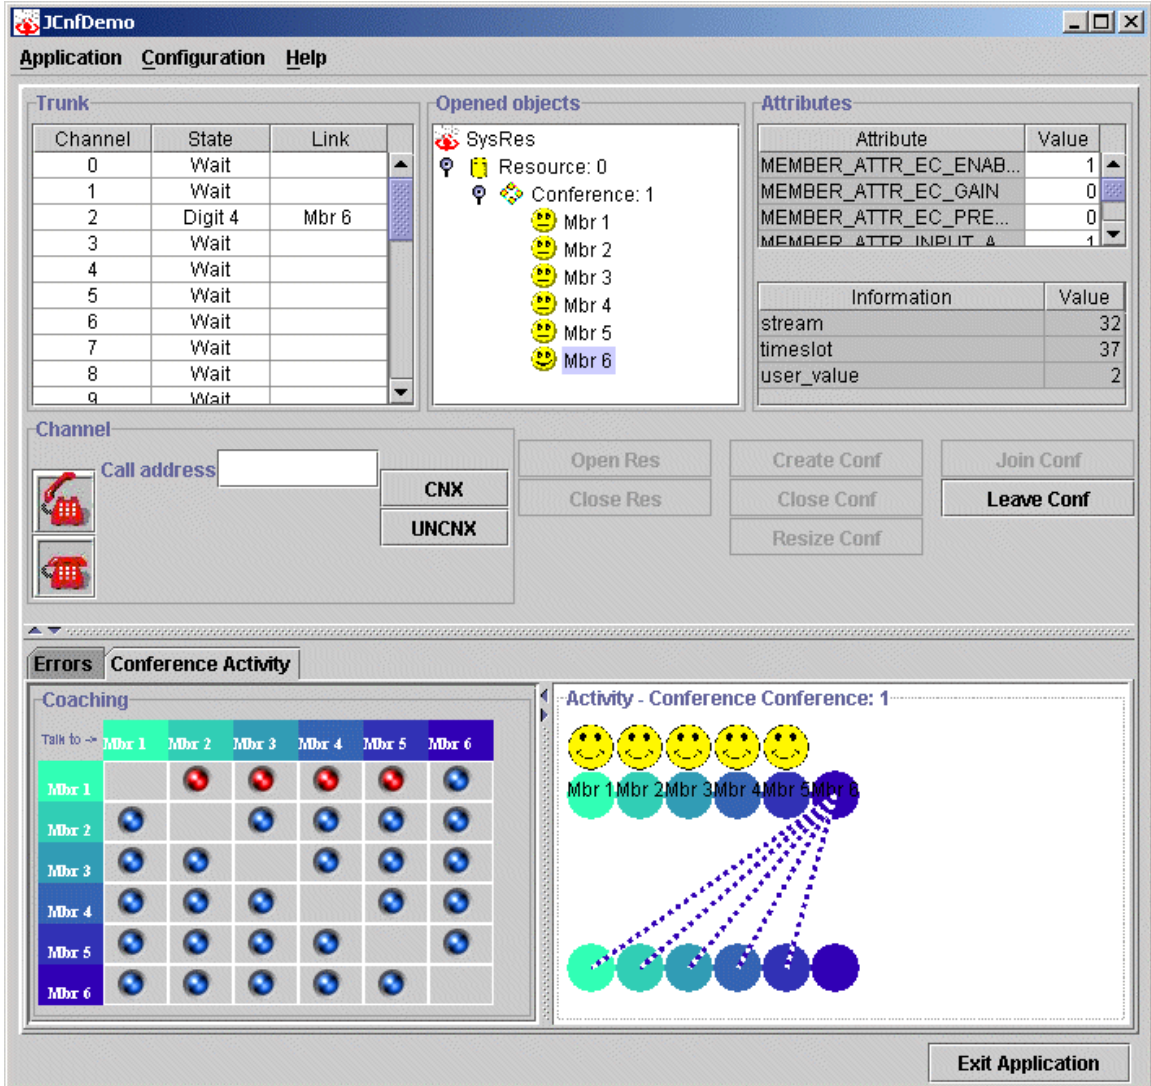 JCnfDemo
Application Configuration Help
Trunk
Channel State Link
0 Wait
1 Wait
2 Digit 4 Mbr 6
3 Wait
4 Wait
5 Wait
6 Wait
7 Wait
8 Wait
9 Wait
Opened objects
SysRes
Resource: 0
Conference: 1
Mbr 1
Mbr 2
Mbr 3
Mbr 4
Mbr 5
Mbr 6
Attributes
Attribute Value
MEMBER_ATTR_EC_ENAB... 1
MEMBER_ATTR_EC_GAIN 0
MEMBER_ATTR_EC_PRE... 0
MEMBER_ATTR_INPUT_A... 1
Information Value
stream 32
timeslot 37
user_value 2
Channel
Call address
CNX
UNCNX
Open Res Create Conf Join Conf
Close Res Close Conf Leave Conf
Resize Conf
Errors Conference Activity
Coaching
Talk to -> Mbr 1 Mbr 2 Mbr 3 Mbr 4 Mbr 5 Mbr 6
Mbr 1
Mbr 2
Mbr 3
Mbr 4
Mbr 5
Mbr 6
Activity - Conference Conference: 1
Mbr 1 Mbr 2 Mbr 3 Mbr 4 Mbr 5 Mbr 6
Exit Application